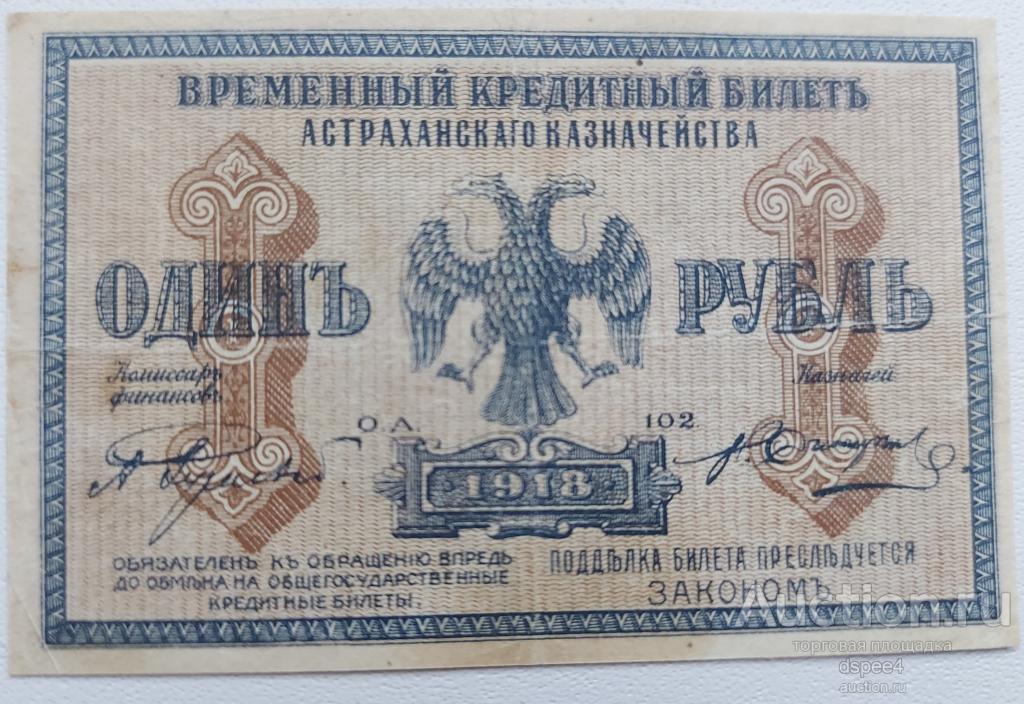 ВРЕМЕННЫЙ КРЕДИТНЫЙ БИЛЕТЪ
АСТРАХАНСКАГО КАЗНАЧЕЙСТВА
ОДИНЪ РУБЛЬ
Комиссаръ финансовъ
Казначей
О.А. 102.
1918
ОБЯЗАТЕЛЕНЪ КЪ ОБРАЩЕНІЮ ВПРЕДЬ
ДО ОБМѢНА НА ОБЩЕГОСУДАРСТВЕННЫЕ
КРЕДИТНЫЕ БИЛЕТЫ.
ПОДДѢЛКА БИЛЕТА ПРЕСЛѢДУЕТСЯ
ЗАКОНОМЪ.
Auction.ru
торговая площадка
dspee4
auction.ru